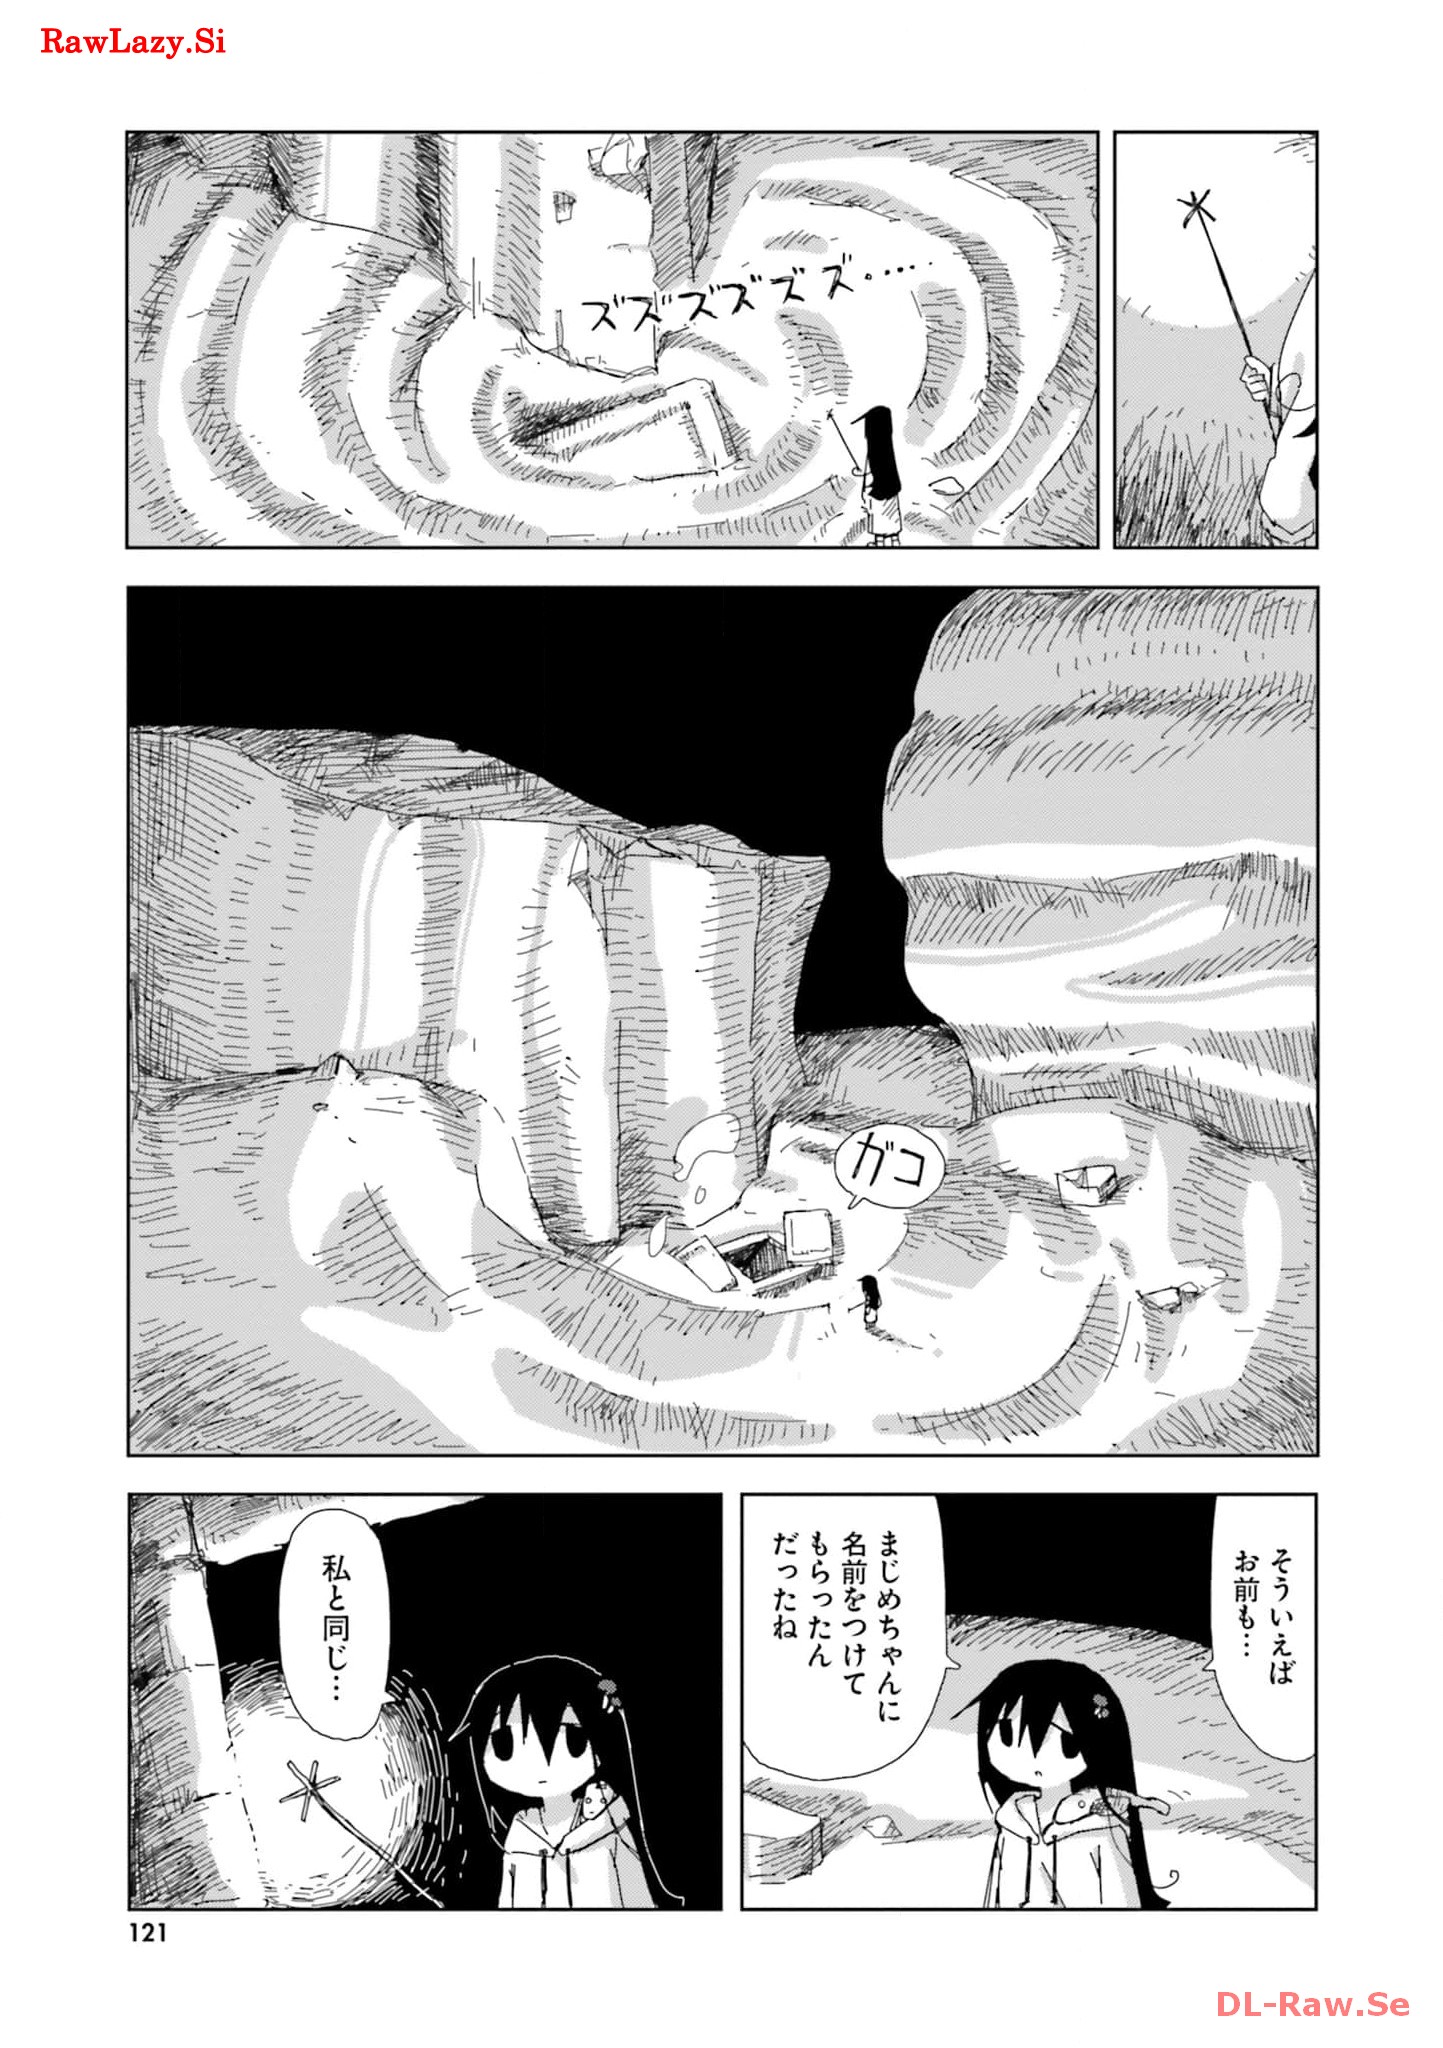 RawLazy.Si
ズズズズズズ・・・・・
ガコ
そういえば
お前も…
まじめちゃんに
名前をつけて
もらったん
だったね
私と同じ…
121
DL-Raw.Se